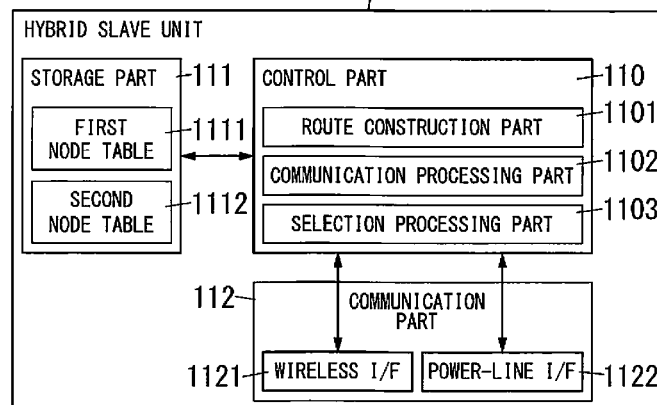 HYBRID SLAVE UNIT
STORAGE PART
111
FIRST
NODE TABLE
1111
SECOND
NODE TABLE
1112
CONTROL PART
110
ROUTE CONSTRUCTION PART
1101
COMMUNICATION PROCESSING PART
1102
SELECTION PROCESSING PART
1103
112
COMMUNICATION
PART
1121
WIRELESS I/F
POWER-LINE I/F
1122